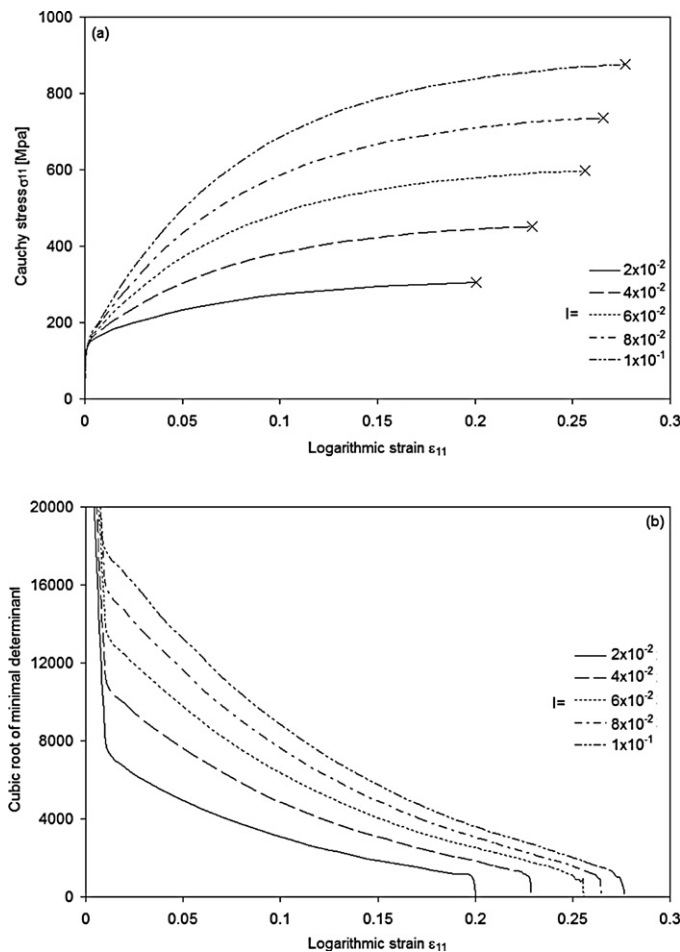 (a)
1000
800
600
400
200
0
Cauchy stress σ11 [Mpa]
0 0.05 0.1 0.15 0.2 0.25 0.3
Logarithmic strain ε₁₁
2x10⁻²
4x10⁻²
I= 6x10⁻²
8x10⁻²
1x10⁻¹
(b)
20000
16000
12000
8000
4000
0
Cubic root of minimal determinant
0 0.05 0.1 0.15 0.2 0.25 0.3
Logarithmic strain ε₁₁
2x10⁻²
4x10⁻²
I= 6x10⁻²
8x10⁻²
1x10⁻¹